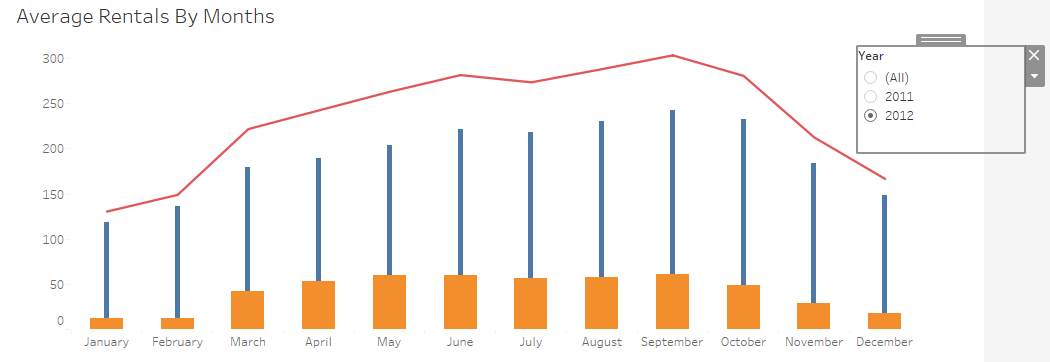 Average Rentals By Months
300
250
200
150
100
50
0
January February March April May June July August September October November December
Year
(All)
2011
2012